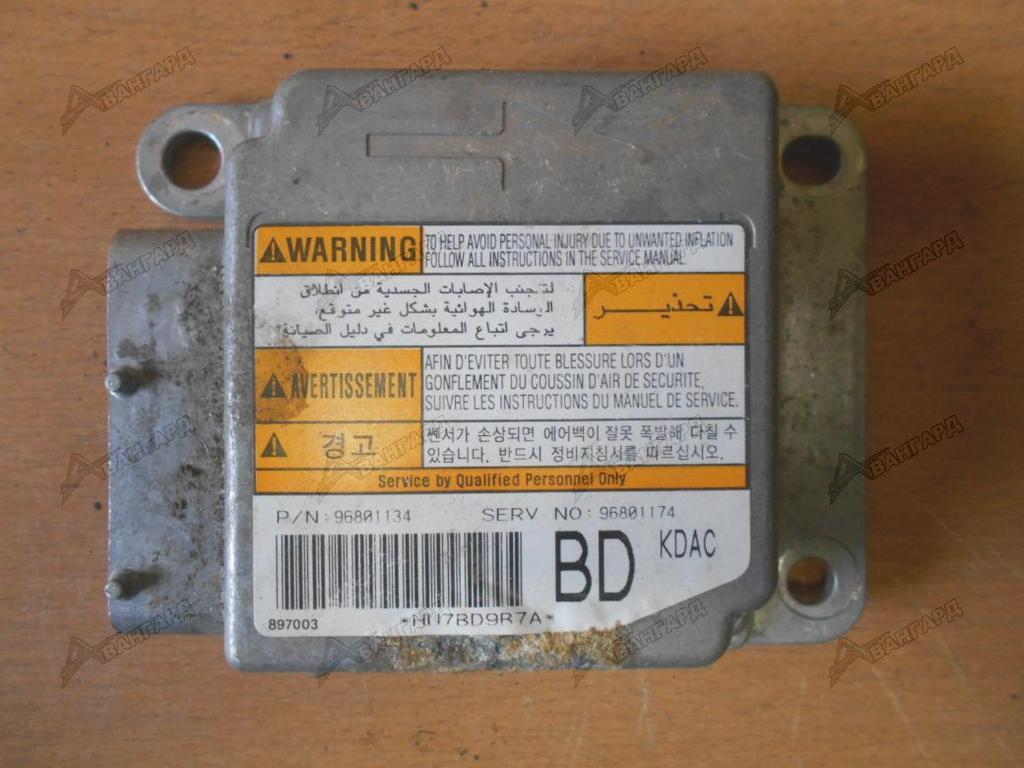 WARNING
TO HELP AVOID PERSONAL INJURY DUE TO UNWANTED INFLATION
FOLLOW ALL INSTRUCTIONS IN THE SERVICE MANUAL.
تحذيـــر
لتجنب الإصابات الجسدية من انطلاق
الوسادة الهوائية بشكل غير متوقع،
يرجى اتباع المعلومات في دليل الصيانة
AVERTISSEMENT
AFIN D'EVITER TOUTE BLESSURE LORS D'UN
GONFLEMENT DU COUSSIN D'AIR DE SECURITE,
SUIVRE LES INSTRUCTIONS DU MANUEL DE SERVICE.
경고
쎈서가 손상되면 에어백이 잘못 폭발해 다칠 수
있습니다. 반드시 정비지침서를 따르십시오.
Service by Qualified Personnel Only
P/N: 96801134 SERV NO: 96801174
BD KDAC
897003 *HU7BD9B7A*
АВАНГАРД